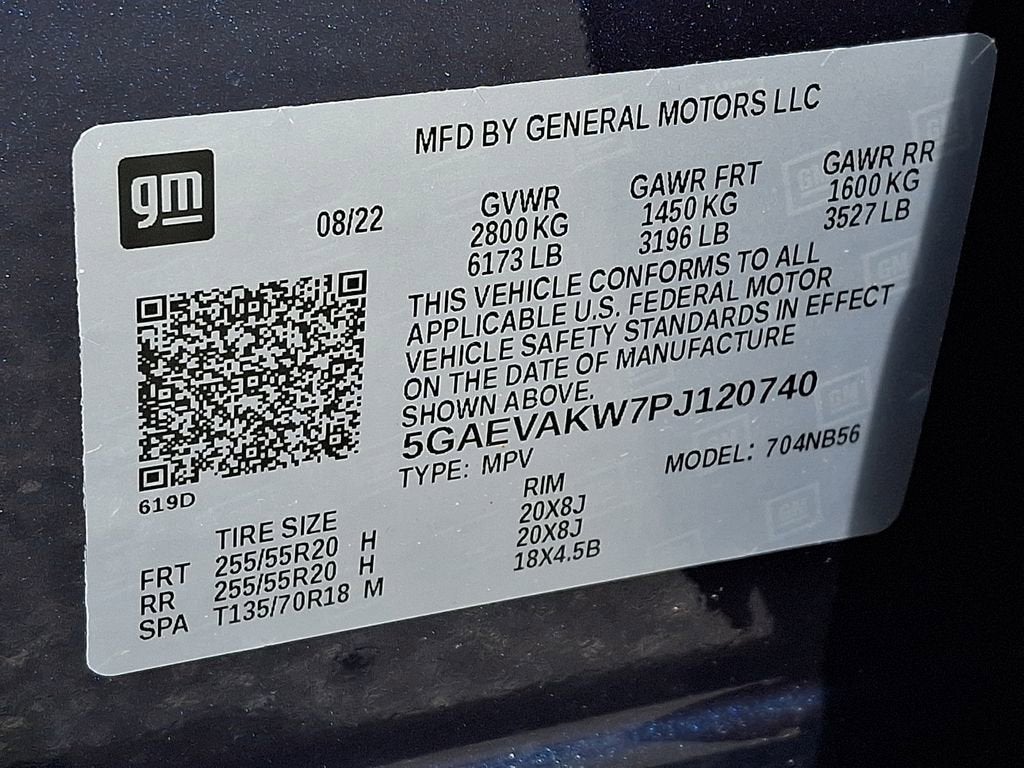 MFD BY GENERAL MOTORS LLC
gm
08/22
GVWR
2800 KG
6173 LB
GAWR FRT
1450 KG
3196 LB
GAWR RR
1600 KG
3527 LB
THIS VEHICLE CONFORMS TO ALL
APPLICABLE U.S. FEDERAL MOTOR
VEHICLE SAFETY STANDARDS IN EFFECT
ON THE DATE OF MANUFACTURE
SHOWN ABOVE.
5GAEVAKW7PJ120740
TYPE: MPV MODEL: 704NB56
619D
TIRE SIZE RIM
FRT 255/55R20 H 20X8J
RR 255/55R20 H 20X8J
SPA T135/70R18 M 18X4.5B